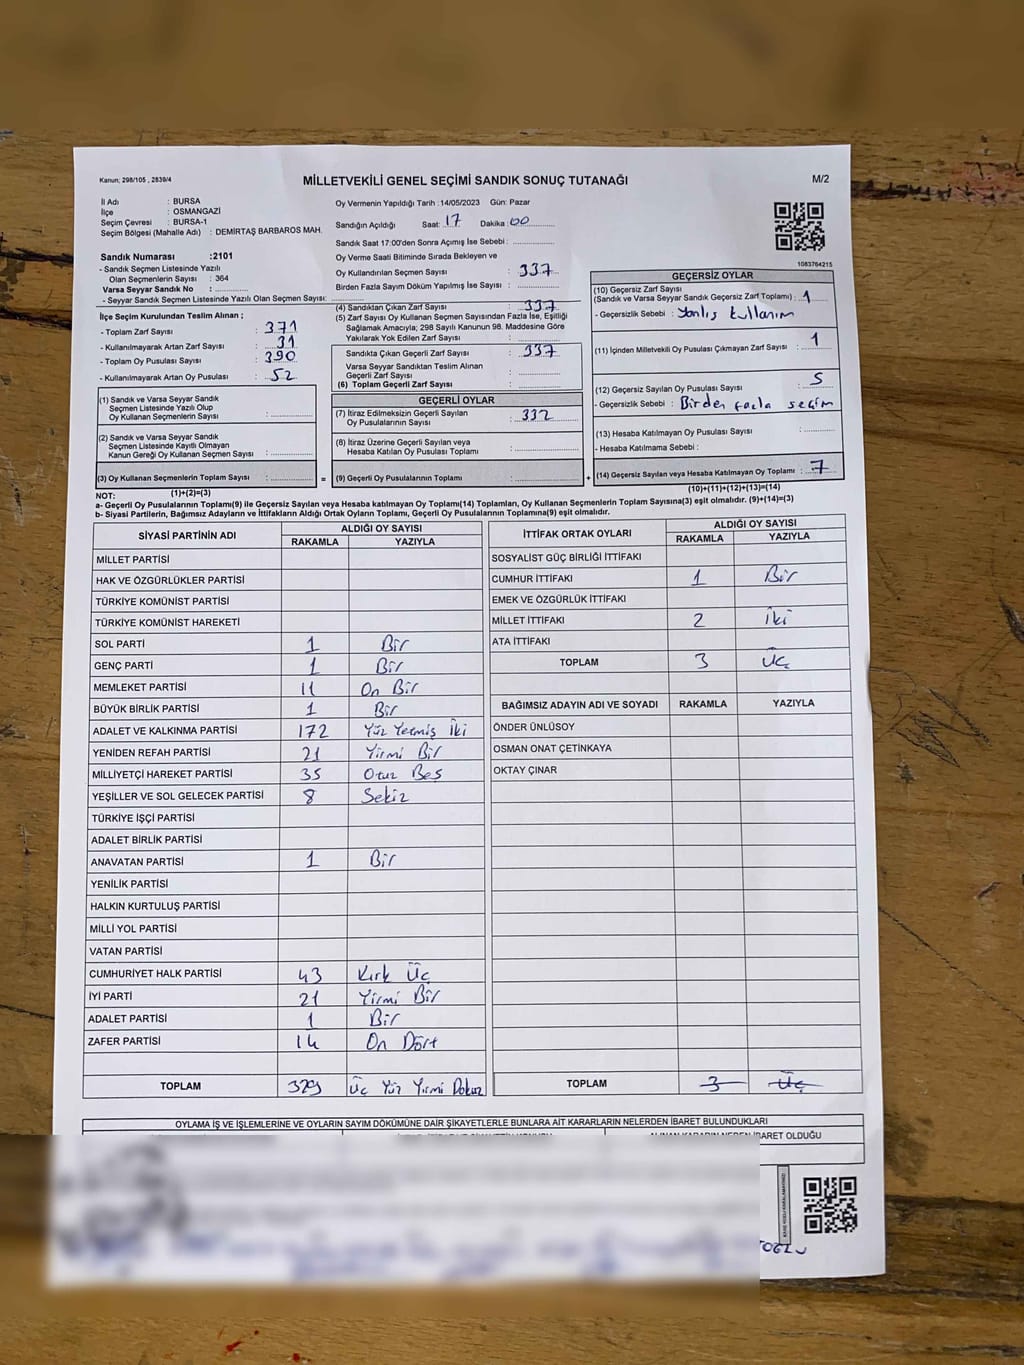 Kanun; 298/105 , 2839/4
MİLLETVEKİLİ GENEL SEÇİMİ SANDIK SONUÇ TUTANAĞI
M/2
İl Adı : BURSA
İlçe : OSMANGAZİ
Seçim Çevresi : BURSA-1
Seçim Bölgesi (Mahalle Adı) : DEMİRTAŞ BARBAROS MAH.
Sandık Numarası :2101
- Sandık Seçmen Listesinde Yazılı
Olan Seçmenlerin Sayısı : 364
Varsa Seyyar Sandık No :
- Seyyar Sandık Seçmen Listesinde Yazılı Olan Seçmen Sayısı:
İlçe Seçim Kurulundan Teslim Alınan ;
- Toplam Zarf Sayısı : 371
- Kullanılmayarak Artan Zarf Sayısı : 31
- Toplam Oy Pusulası Sayısı : 390
- Kullanılmayarak Artan Oy Pusulası : 52
(1) Sandık ve Varsa Seyyar Sandık
Seçmen Listesinde Yazılı Olup
Oy Kullanan Seçmenlerin Sayısı :
(2) Sandık ve Varsa Seyyar Sandık
Seçmen Listesinde Kayıtlı Olmayan
Kanun Gereği Oy Kullanan Seçmen Sayısı :
(3) Oy Kullanan Seçmenlerin Toplam Sayısı :
Oy Vermenin Yapıldığı Tarih :14/05/2023 Gün: Pazar
Sandığın Açıldığı Saat: 17 Dakika :00
Sandık Saat 17:00'den Sonra Açmış İse Sebebi :
Oy Verme Saati Bitiminde Sırada Bekleyen ve
Oy Kullandırılan Seçmen Sayısı : 337
Birden Fazla Sayım Döküm Yapılmış İse Sayısı :
(4) Sandıktan Çıkan Zarf Sayısı : 337
(5) Zarf Sayısı Oy Kullanan Seçmen Sayısından Fazla İse, Eşitliği
Sağlamak Amacıyla; 298 Sayılı Kanunun 98. Maddesine Göre
Yakılarak Yok Edilen Zarf Sayısı :
Sandıkta Çıkan Geçerli Zarf Sayısı : 337
Varsa Seyyar Sandıktan Teslim Alınan
Geçerli Zarf Sayısı :
(6) Toplam Geçerli Zarf Sayısı :
GEÇERLİ OYLAR
(7) İtiraz Edilmeksizin Geçerli Sayılan
Oy Pusulalarının Sayısı : 332
(8) İtiraz Üzerine Geçerli Sayılan veya
Hesaba Katılan Oy Pusulası Toplamı :
= (9) Geçerli Oy Pusulalarının Toplamı :
1083764215
GEÇERSİZ OYLAR
(10) Geçersiz Zarf Sayısı
(Sandık ve Varsa Seyyar Sandık Geçersiz Zarf Toplamı) : 1
- Geçersizlik Sebebi : Yanlış kullanım
(11) İçinden Milletvekili Oy Pusulası Çıkmayan Zarf Sayısı : 1
(12) Geçersiz Sayılan Oy Pusulası Sayısı : 5
- Geçersizlik Sebebi : Birden fazla seçim
(13) Hesaba Katılmayan Oy Pusulası Sayısı :
- Hesaba Katılmama Sebebi :
+ (14) Geçersiz Sayılan veya Hesaba Katılmayan Oy Toplamı : 7
NOT: (1)+(2)=(3) (10)+(11)+(12)+(13)=(14)
a- Geçerli Oy Pusulalarının Toplamı(9) ile Geçersiz Sayılan veya Hesaba katılmayan Oy Toplamı(14) Toplamları, Oy Kullanan Seçmenlerin Toplam Sayısına(3) eşit olmalıdır. (9)+(14)=(3)
b- Siyasi Partilerin, Bağımsız Adayların ve İttifakların Aldığı Ortak Oyların Toplamı, Geçerli Oy Pusulalarının Toplamına(9) eşit olmalıdır.
SİYASİ PARTİNİN ADI ALDIĞI OY SAYISI
RAKAMLA YAZIYLA
MİLLET PARTİSİ
HAK VE ÖZGÜRLÜKLER PARTİSİ
TÜRKİYE KOMÜNİST PARTİSİ
TÜRKİYE KOMÜNİST HAREKETİ
SOL PARTİ 1 Bir
GENÇ PARTİ 1 Bir
MEMLEKET PARTİSİ 11 On Bir
BÜYÜK BİRLİK PARTİSİ 1 Bir
ADALET VE KALKINMA PARTİSİ 172 Yüz Yetmiş İki
YENİDEN REFAH PARTİSİ 21 Yirmi Bir
MİLLİYETÇİ HAREKET PARTİSİ 35 Otuz Beş
YEŞİLLER VE SOL GELECEK PARTİSİ 8 Sekiz
TÜRKİYE İŞÇİ PARTİSİ
ADALET BİRLİK PARTİSİ
ANAVATAN PARTİSİ 1 Bir
YENİLİK PARTİSİ
HALKIN KURTULUŞ PARTİSİ
MİLLİ YOL PARTİSİ
VATAN PARTİSİ
CUMHURİYET HALK PARTİSİ 43 Kırk Üç
İYİ PARTİ 21 Yirmi Bir
ADALET PARTİSİ 1 Bir
ZAFER PARTİSİ 14 On Dört
TOPLAM 329 Üç Yüz Yirmi Dokuz
İTTİFAK ORTAK OYLARI ALDIĞI OY SAYISI
RAKAMLA YAZIYLA
SOSYALİST GÜÇ BİRLİĞİ İTTİFAKI
CUMHUR İTTİFAKI 1 Bir
EMEK VE ÖZGÜRLÜK İTTİFAKI
MİLLET İTTİFAKI 2 İki
ATA İTTİFAKI
TOPLAM 3 Üç
BAĞIMSIZ ADAYIN ADI VE SOYADI RAKAMLA YAZIYLA
ÖNDER ÜNLÜSOY
OSMAN ONAT ÇETİNKAYA
OKTAY ÇINAR
TOPLAM 3 Üç
OYLAMA İŞ VE İŞLEMLERİNE VE OYLARIN SAYIM DÖKÜMÜNE DAİR ŞİKAYETLERLE BUNLARA AİT KARARLARIN NELERDEN İBARET BULUNDUKLARI
ALINAN KARARIN NEDEN İBARET OLDUĞU